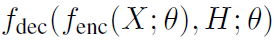 f_dec(f_enc(X; θ), H; θ)